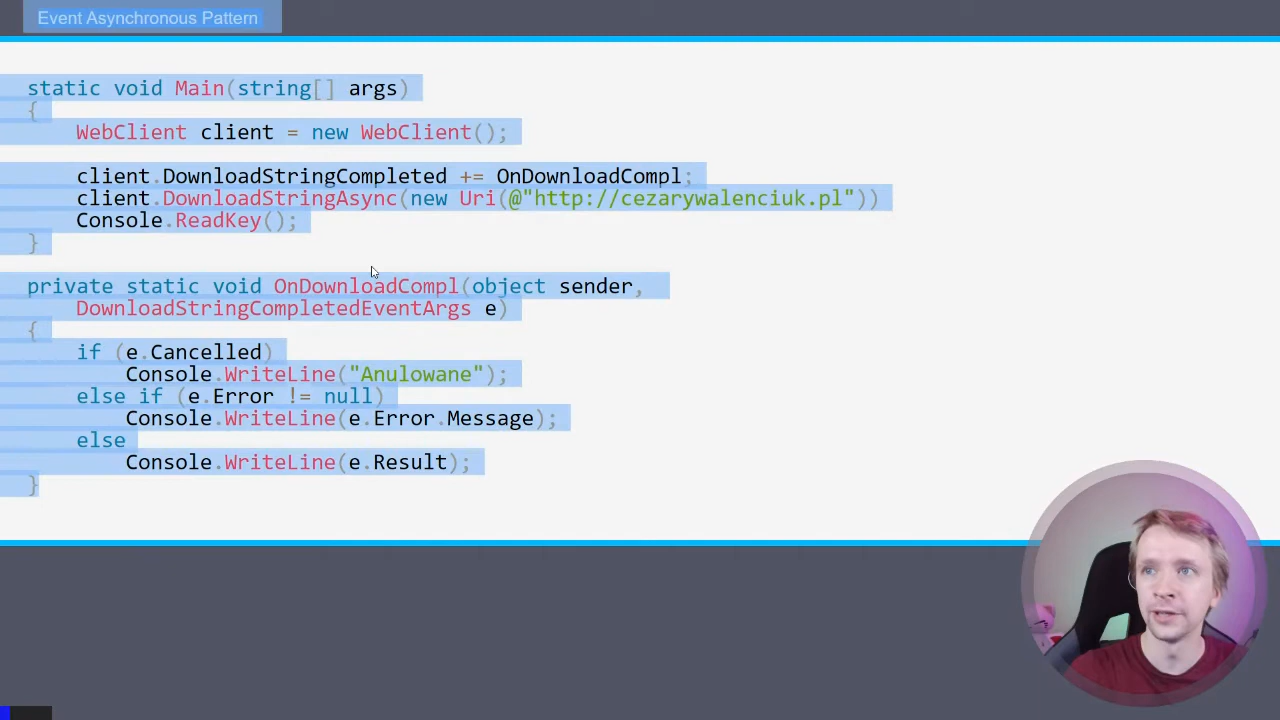 Event Asynchronous Pattern
static void Main(string[] args)
{
WebClient client = new WebClient();
client.DownloadStringCompleted += OnDownloadCompl;
client.DownloadStringAsync(new Uri(@"http://cezarywalenciuk.pl"))
Console.ReadKey();
}
private static void OnDownloadCompl(object sender,
DownloadStringCompletedEventArgs e)
{
if (e.Cancelled)
Console.WriteLine("Anulowane");
else if (e.Error != null)
Console.WriteLine(e.Error.Message);
else
Console.WriteLine(e.Result);
}